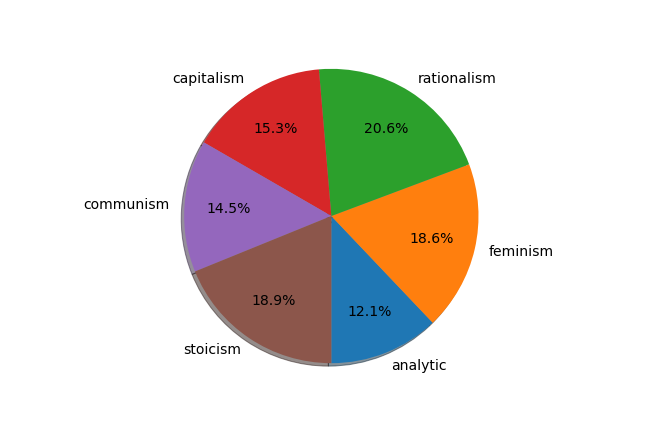 capitalism
rationalism
15.3%
20.6%
communism
14.5%
18.6%
feminism
18.9%
12.1%
stoicism
analytic